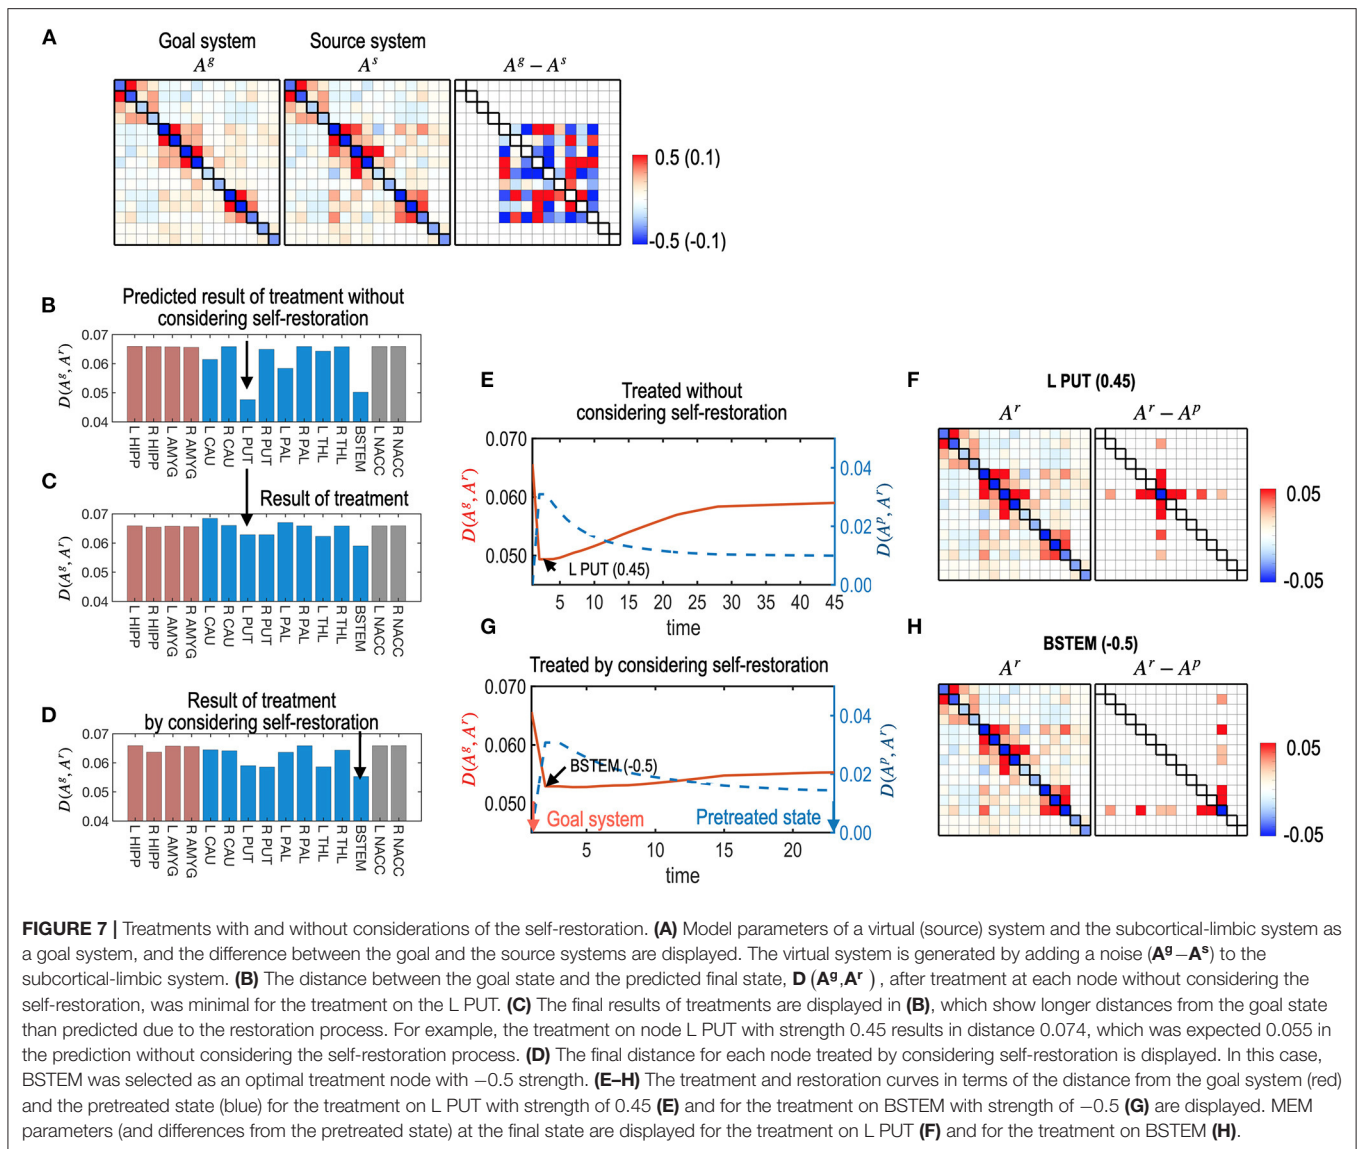 A
Goal system
Source system
A^g
A^s
A^g − A^s
0.5 (0.1)
-0.5 (-0.1)
B
Predicted result of treatment without
considering self-restoration
D(A^g, A^r)
0.07
0.06
0.05
0.04
L HIPP
R HIPP
L AMYG
R AMYG
L CAU
R CAU
L PUT
R PUT
L PAL
R PAL
L THL
R THL
BSTEM
L NACC
R NACC
C
Result of treatment
D(A^g, A^r)
0.07
0.06
0.05
0.04
L HIPP
R HIPP
L AMYG
R AMYG
L CAU
R CAU
L PUT
R PUT
L PAL
R PAL
L THL
R THL
BSTEM
L NACC
R NACC
D
Result of treatment
by considering self-restoration
D(A^g, A^r)
0.07
0.06
0.05
0.04
L HIPP
R HIPP
L AMYG
R AMYG
L CAU
R CAU
L PUT
R PUT
L PAL
R PAL
L THL
R THL
BSTEM
L NACC
R NACC
E
Treated without
considering self-restoration
D(A^g, A^r)
0.070
0.060
0.050
L PUT (0.45)
0.04
0.02
0.00
D(A^p, A^r)
5 10 15 20 25 30 35 40 45
time
F
L PUT (0.45)
A^r
A^r − A^p
0.05
-0.05
G
Treated by considering self-restoration
D(A^g, A^r)
0.070
0.060
0.050
BSTEM (-0.5)
Goal system
Pretreated state
0.04
0.02
0.00
D(A^p, A^r)
5 10 15 20
time
H
BSTEM (-0.5)
A^r
A^r − A^p
0.05
-0.05
FIGURE 7 | Treatments with and without considerations of the self-restoration. (A) Model parameters of a virtual (source) system and the subcortical-limbic system as
a goal system, and the difference between the goal and the source systems are displayed. The virtual system is generated by adding a noise (A^g−A^s) to the
subcortical-limbic system. (B) The distance between the goal state and the predicted final state, D (A^g,A^r ) , after treatment at each node without considering the
self-restoration, was minimal for the treatment on the L PUT. (C) The final results of treatments are displayed in (B), which show longer distances from the goal state
than predicted due to the restoration process. For example, the treatment on node L PUT with strength 0.45 results in distance 0.074, which was expected 0.055 in
the prediction without considering the self-restoration process. (D) The final distance for each node treated by considering self-restoration is displayed. In this case,
BSTEM was selected as an optimal treatment node with −0.5 strength. (E–H) The treatment and restoration curves in terms of the distance from the goal system (red)
and the pretreated state (blue) for the treatment on L PUT with strength of 0.45 (E) and for the treatment on BSTEM with strength of −0.5 (G) are displayed. MEM
parameters (and differences from the pretreated state) at the final state are displayed for the treatment on L PUT (F) and for the treatment on BSTEM (H).